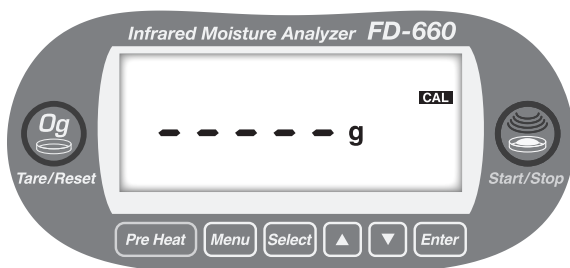 Infrared Moisture Analyzer FD-660
CAL
- - - - - g
0g
Tare/Reset
Start/Stop
Pre Heat Menu Select ▲ ▼ Enter